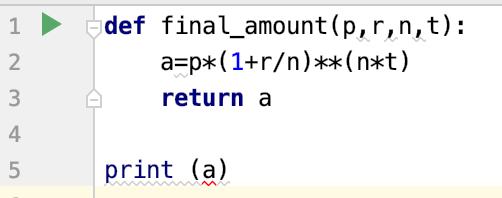 1 def final_amount(p,r,n,t):
2 a=p*(1+r/n)**(n*t)
3 return a
4
5 print (a)